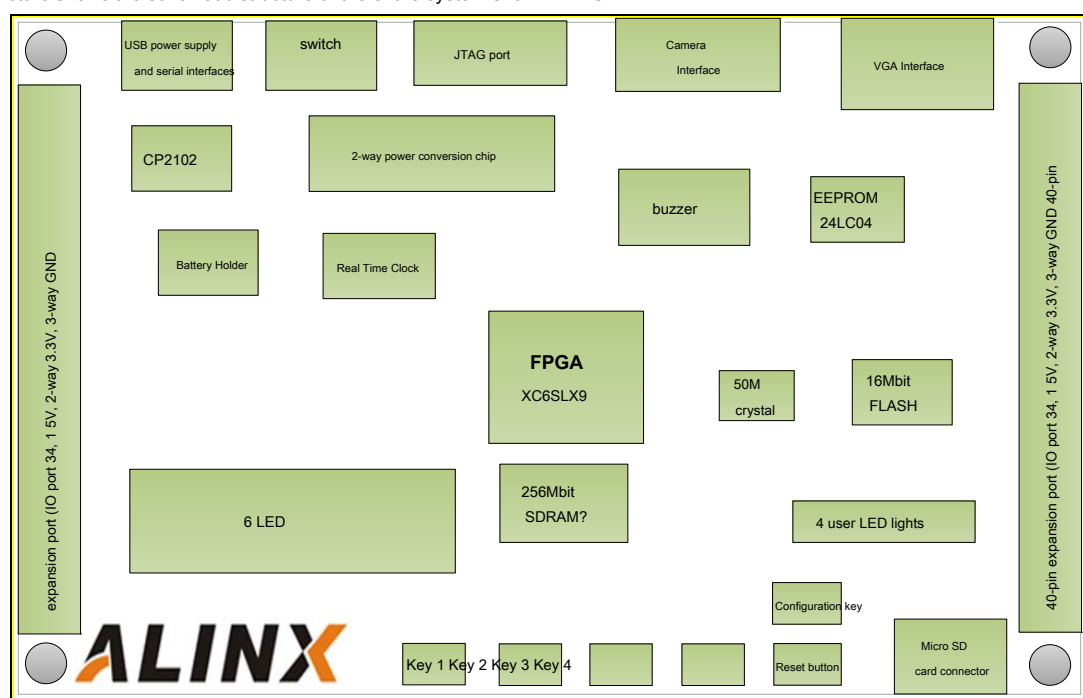 USB power supply
and serial interfaces
switch
JTAG port
Camera
Interface
VGA Interface
CP2102
2-way power conversion chip
buzzer
EEPROM
24LC04
Battery Holder
Real Time Clock
expansion port (IO port 34, 1 5V, 2-way 3.3V, 3-way GND
40-pin expansion port (IO port 34, 1 5V, 2-way 3.3V, 3-way GND 40-pin
FPGA
XC6SLX9
50M
crystal
16Mbit
FLASH
6 LED
256Mbit
SDRAM?
4 user LED lights
Configuration key
ALINX
Key 1 Key 2 Key 3 Key 4
Reset button
Micro SD
card connector